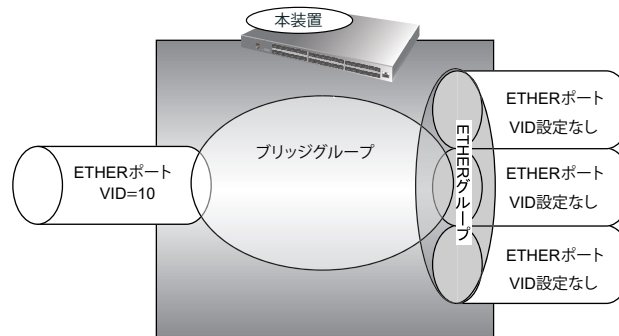 本装置
ETHERポート
VID=10
ブリッジグループ
ETHERグループ
ETHERポート
VID設定なし
ETHERポート
VID設定なし
ETHERポート
VID設定なし